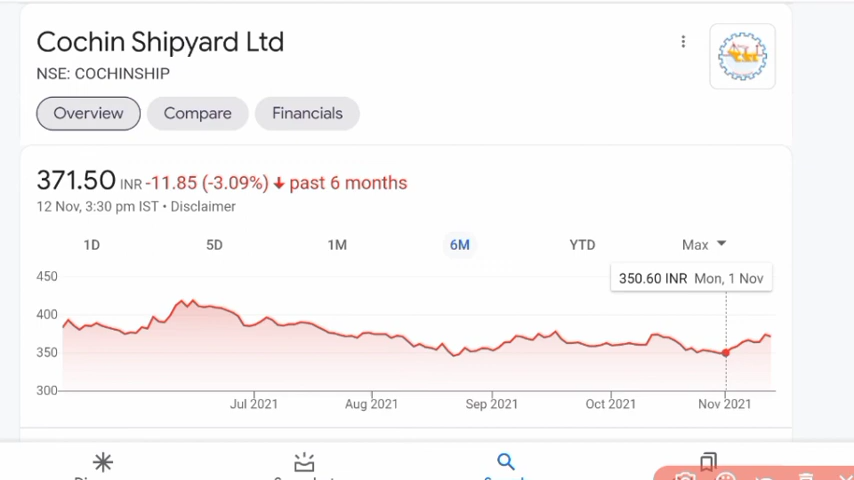 Cochin Shipyard Ltd
NSE: COCHINSHIP
Overview Compare Financials
371.50 INR -11.85 (-3.09%) ↓ past 6 months
12 Nov, 3:30 pm IST • Disclaimer
1D 5D 1M 6M YTD Max
350.60 INR Mon, 1 Nov
450
400
350
300
Jul 2021 Aug 2021 Sep 2021 Oct 2021 Nov 2021